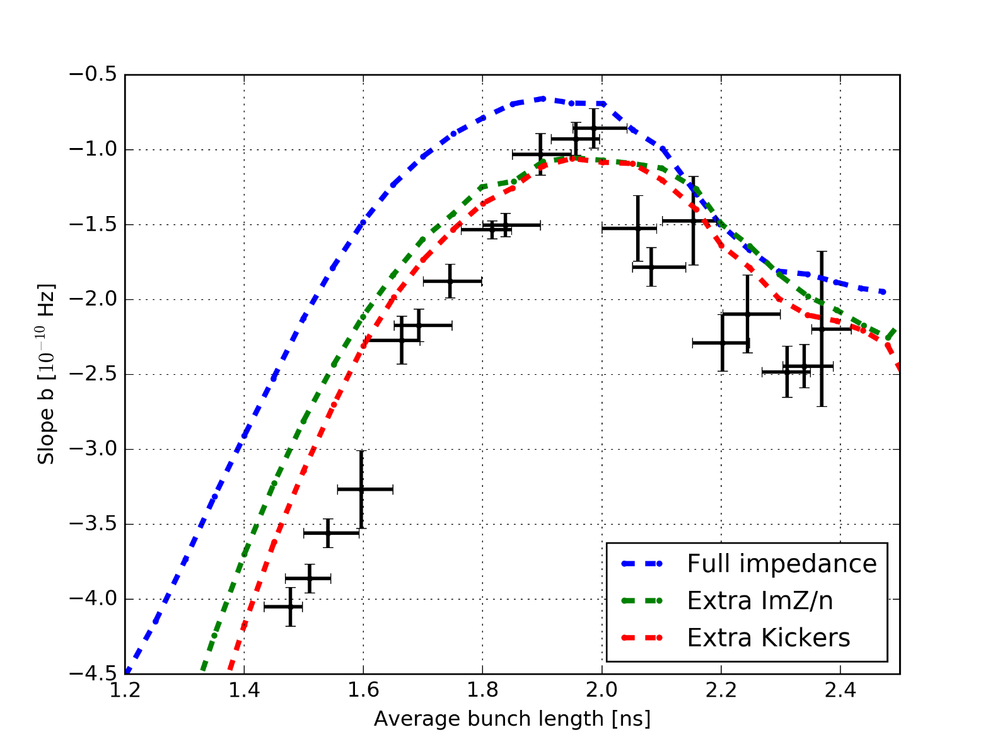 −0.5
−1.0
−1.5
−2.0
−2.5
−3.0
−3.5
−4.0
−4.5
Slope b [10⁻¹⁰ Hz]
1.2 1.4 1.6 1.8 2.0 2.2 2.4
Average bunch length [ns]
Full impedance
Extra ImZ/n
Extra Kickers